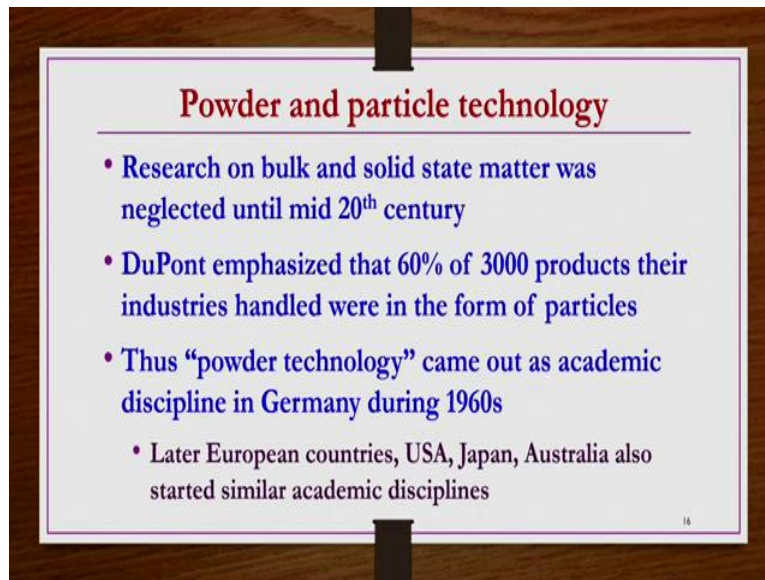 Powder and particle technology
• Research on bulk and solid state matter was
neglected until mid 20th century
• DuPont emphasized that 60% of 3000 products their
industries handled were in the form of particles
• Thus “powder technology” came out as academic
discipline in Germany during 1960s
• Later European countries, USA, Japan, Australia also
started similar academic disciplines
16